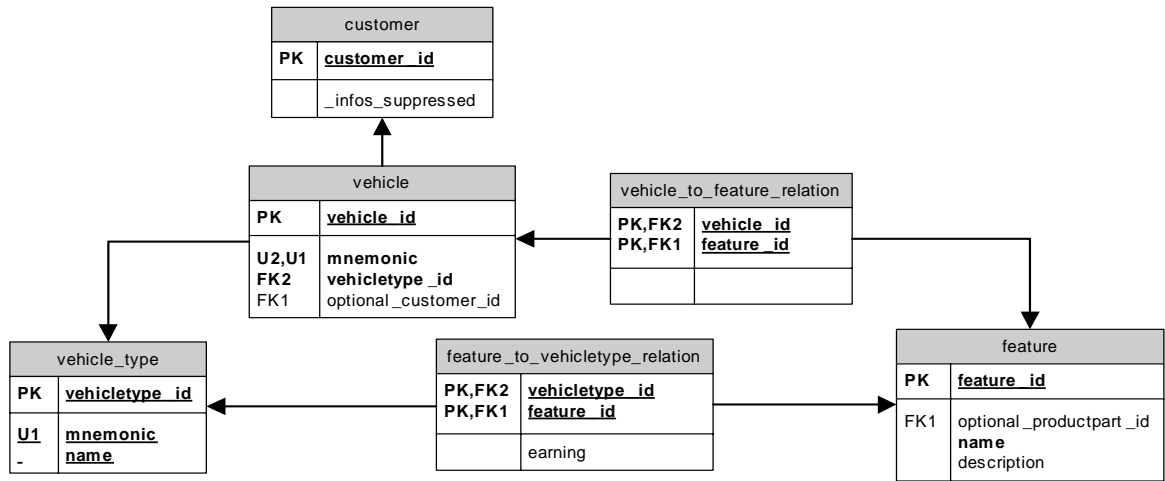 customer
PK customer_id
_infos_suppressed
vehicle
PK vehicle_id
U2,U1 mnemonic
FK2 vehicletype_id
FK1 optional_customer_id
vehicle_to_feature_relation
PK,FK2 vehicle_id
PK,FK1 feature_id
vehicle_type
PK vehicletype_id
U1 mnemonic
name
feature_to_vehicletype_relation
PK,FK2 vehicletype_id
PK,FK1 feature_id
earning
feature
PK feature_id
FK1 optional_productpart_id
name
description